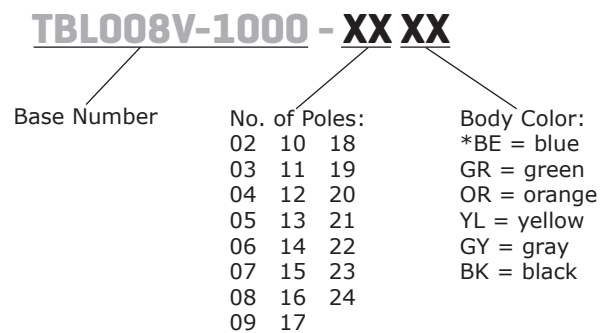 TBL008V-1000 - XX XX
Base Number
No. of Poles:
02 10 18
03 11 19
04 12 20
05 13 21
06 14 22
07 15 23
08 16 24
09 17
Body Color:
*BE = blue
GR = green
OR = orange
YL = yellow
GY = gray
BK = black